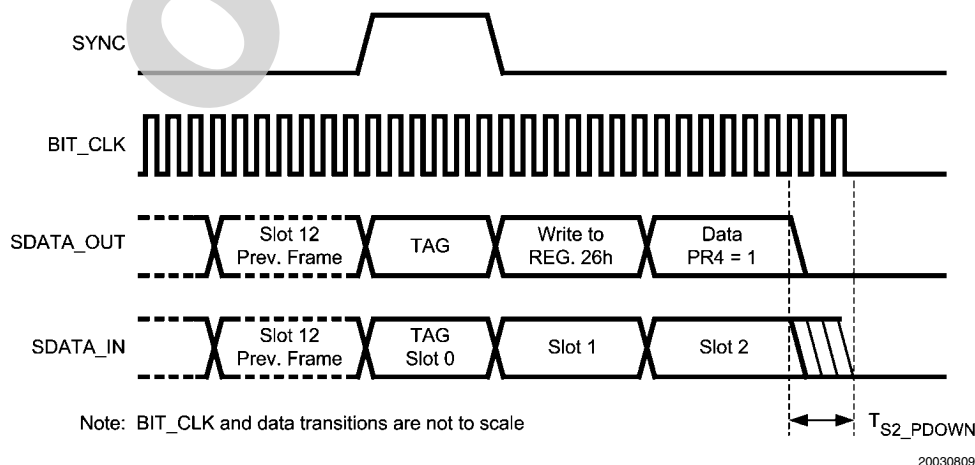 SYNC
BIT_CLK
SDATA_OUT
Slot 12
Prev. Frame
TAG
Write to
REG. 26h
Data
PR4 = 1
SDATA_IN
Slot 12
Prev. Frame
TAG
Slot 0
Slot 1
Slot 2
Note: BIT_CLK and data transitions are not to scale
TS2_PDOWN
20030809